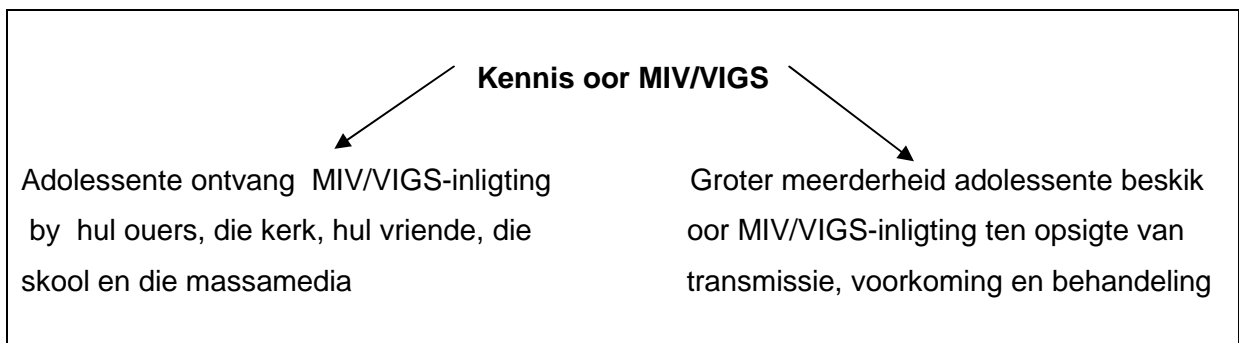 Kennis oor MIV/VIGS
Adolessente ontvang MIV/VIGS-inligting
by hul ouers, die kerk, hul vriende, die
skool en die massamedia
Groter meerderheid adolessente beskik
oor MIV/VIGS-inligting ten opsigte van
transmissie, voorkoming en behandeling